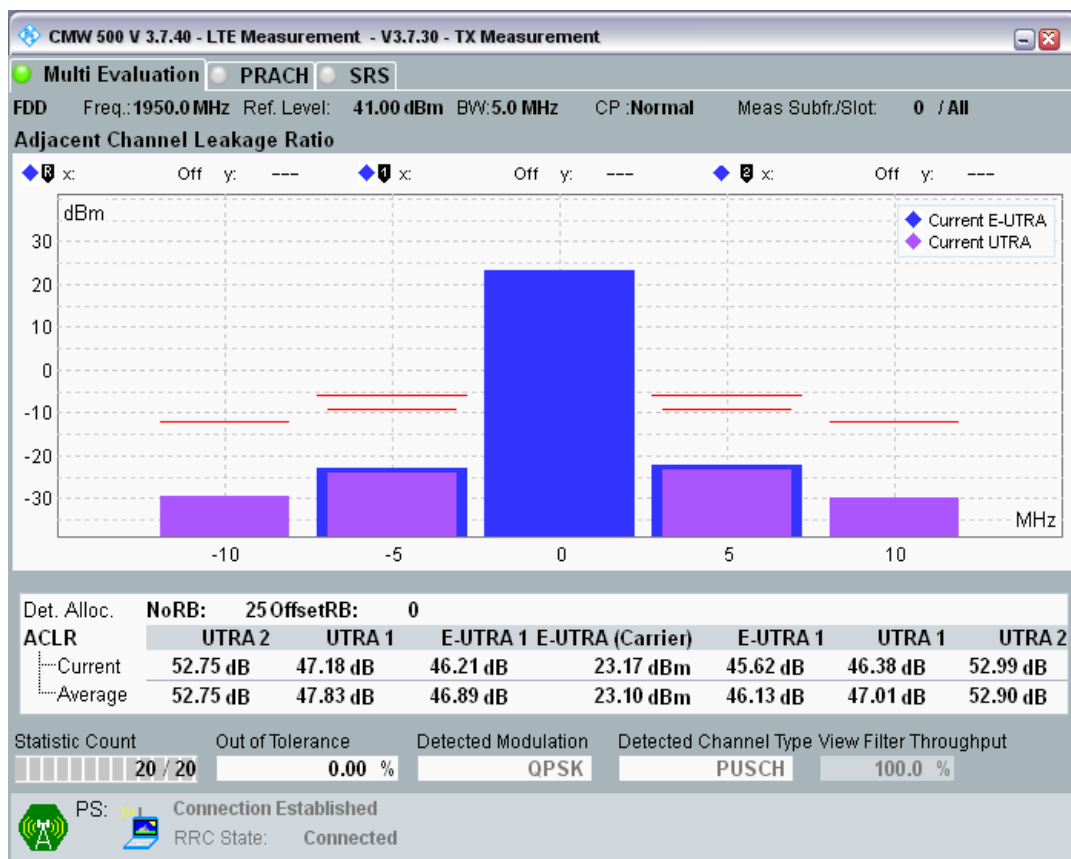 CMW 500 V 3.7.40 - LTE Measurement - V3.7.30 - TX Measurement
Multi Evaluation PRACH SRS
FDD Freq.: 1950.0 MHz Ref. Level: 41.00 dBm BW: 5.0 MHz CP : Normal Meas Subfr./Slot: 0 / All
Adjacent Channel Leakage Ratio
R x: Off y: --- 1 x: Off y: --- 2 x: Off y: ---
dBm
Current E-UTRA
Current UTRA
30
20
10
0
-10
-20
-30
MHz
-10 -5 0 5 10
Det. Alloc. NoRB: 25 OffsetRB: 0
ACLR UTRA 2 UTRA 1 E-UTRA 1 E-UTRA (Carrier) E-UTRA 1 UTRA 1 UTRA 2
Current 52.75 dB 47.18 dB 46.21 dB 23.17 dBm 45.62 dB 46.38 dB 52.99 dB
Average 52.75 dB 47.83 dB 46.89 dB 23.10 dBm 46.13 dB 47.01 dB 52.90 dB
Statistic Count Out of Tolerance Detected Modulation Detected Channel Type View Filter Throughput
20 / 20 0.00 % QPSK PUSCH 100.0 %
PS: Connection Established
RRC State: Connected